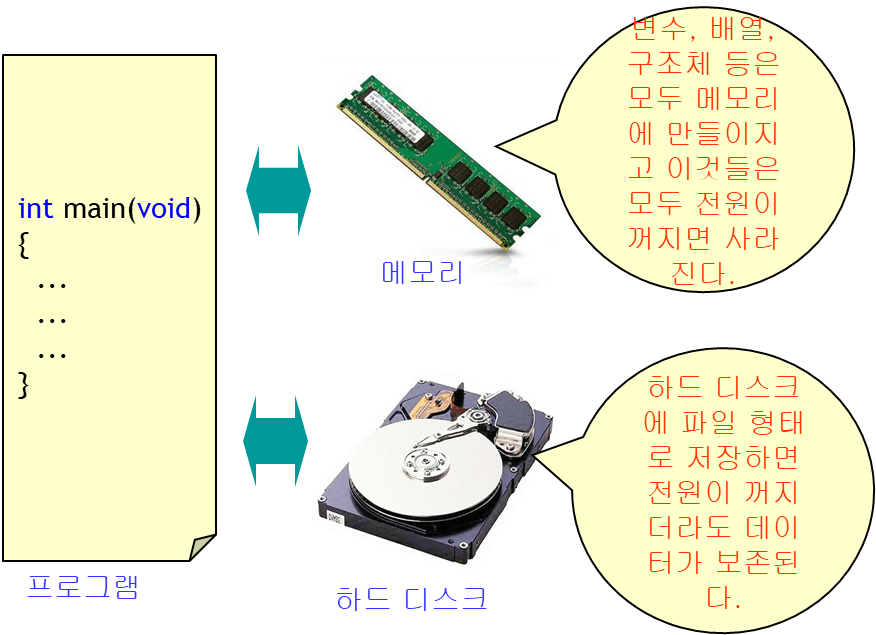 int main(void)
{
...
...
...
}
프로그램
메모리
변수, 배열,
구조체 등은
모두 메모리
에 만들이지
고 이것들은
모두 전원이
꺼지면 사라
진다.
하드 디스크
하드 디스크
에 파일 형태
로 저장하면
전원이 꺼지
더라도 데이
터가 보존된
다.